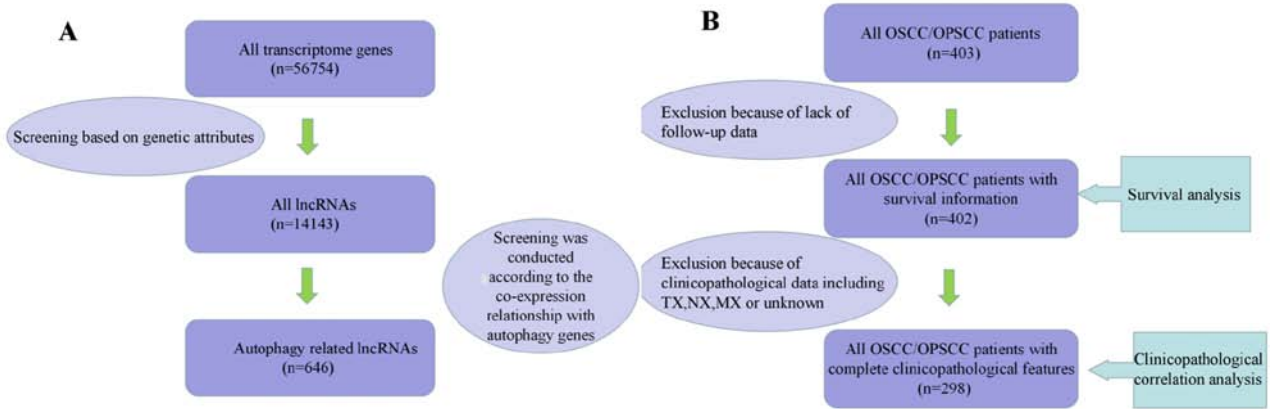 A
All transcriptome genes
(n=56754)
Screening based on genetic attributes
All lncRNAs
(n=14143)
Screening was
conducted
according to the
co-expression
relationship with
autophagy genes
Autophagy related lncRNAs
(n=646)
B
All OSCC/OPSCC patients
(n=403)
Exclusion because of lack of
follow-up data
All OSCC/OPSCC patients with
survival information
(n=402)
Survival analysis
Exclusion because of
clinicopathological data including
TX,NX,MX or unknown
All OSCC/OPSCC patients with
complete clinicopathological features
(n=298)
Clinicopathological
correlation analysis